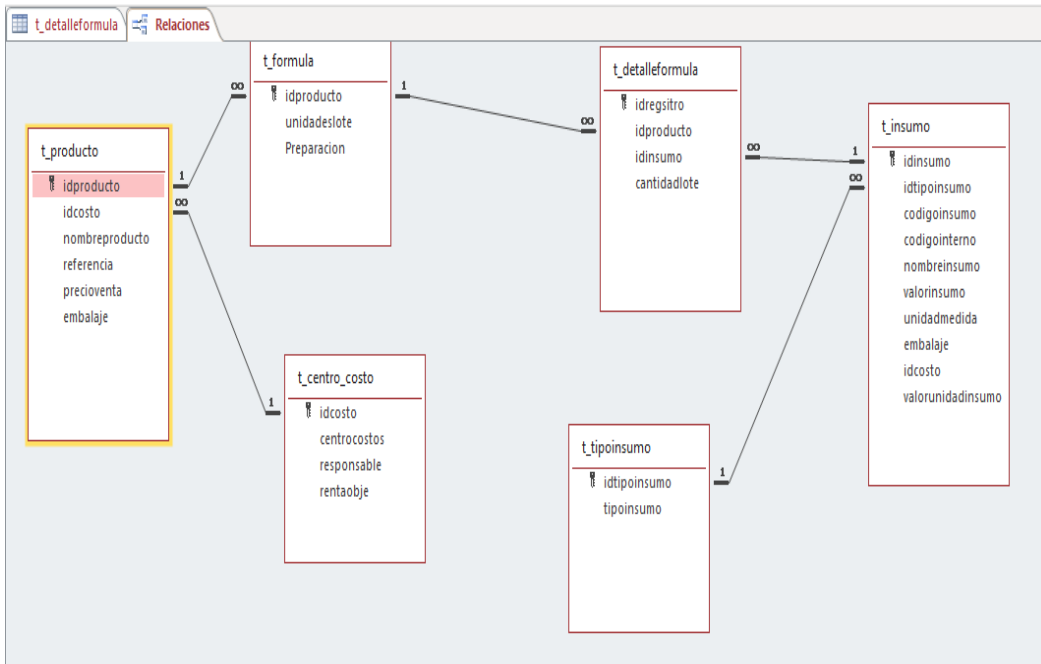 t_detalleformula
Relaciones
t_formula
idproducto
unidadeslote
Preparacion
1
∞
t_detalleformula
idregsitro
idproducto
idinsumo
cantidadlote
∞
∞
t_insumo
idinsumo
idtipoinsumo
codigoinsumo
codigointerno
nombreinsumo
valorinsumo
unidadmedida
embalaje
idcosto
valorunidadinsumo
1
∞
t_producto
idproducto
idcosto
nombreproducto
referencia
precioventa
embalaje
1
∞
t_centro_costo
idcosto
centrocostos
responsable
rentaobje
1
t_tipoinsumo
idtipoinsumo
tipoinsumo
1